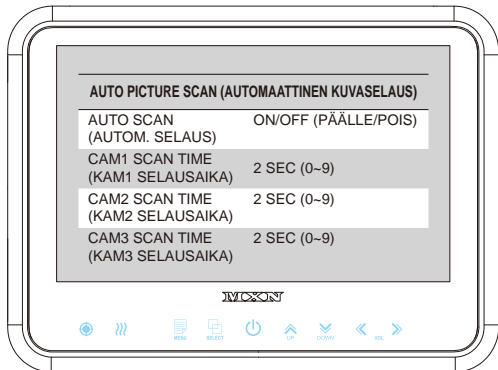 AUTO PICTURE SCAN (AUTOMAATTINEN KUVASELAUS)
AUTO SCAN ON/OFF (PÄÄLLE/POIS)
(AUTOM. SELAUS)
CAM1 SCAN TIME 2 SEC (0~9)
(KAM1 SELAUSAIKA)
CAM2 SCAN TIME 2 SEC (0~9)
(KAM2 SELAUSAIKA)
CAM3 SCAN TIME 2 SEC (0~9)
(KAM3 SELAUSAIKA)
MXN
MENU SELECT UP DOWN VOL